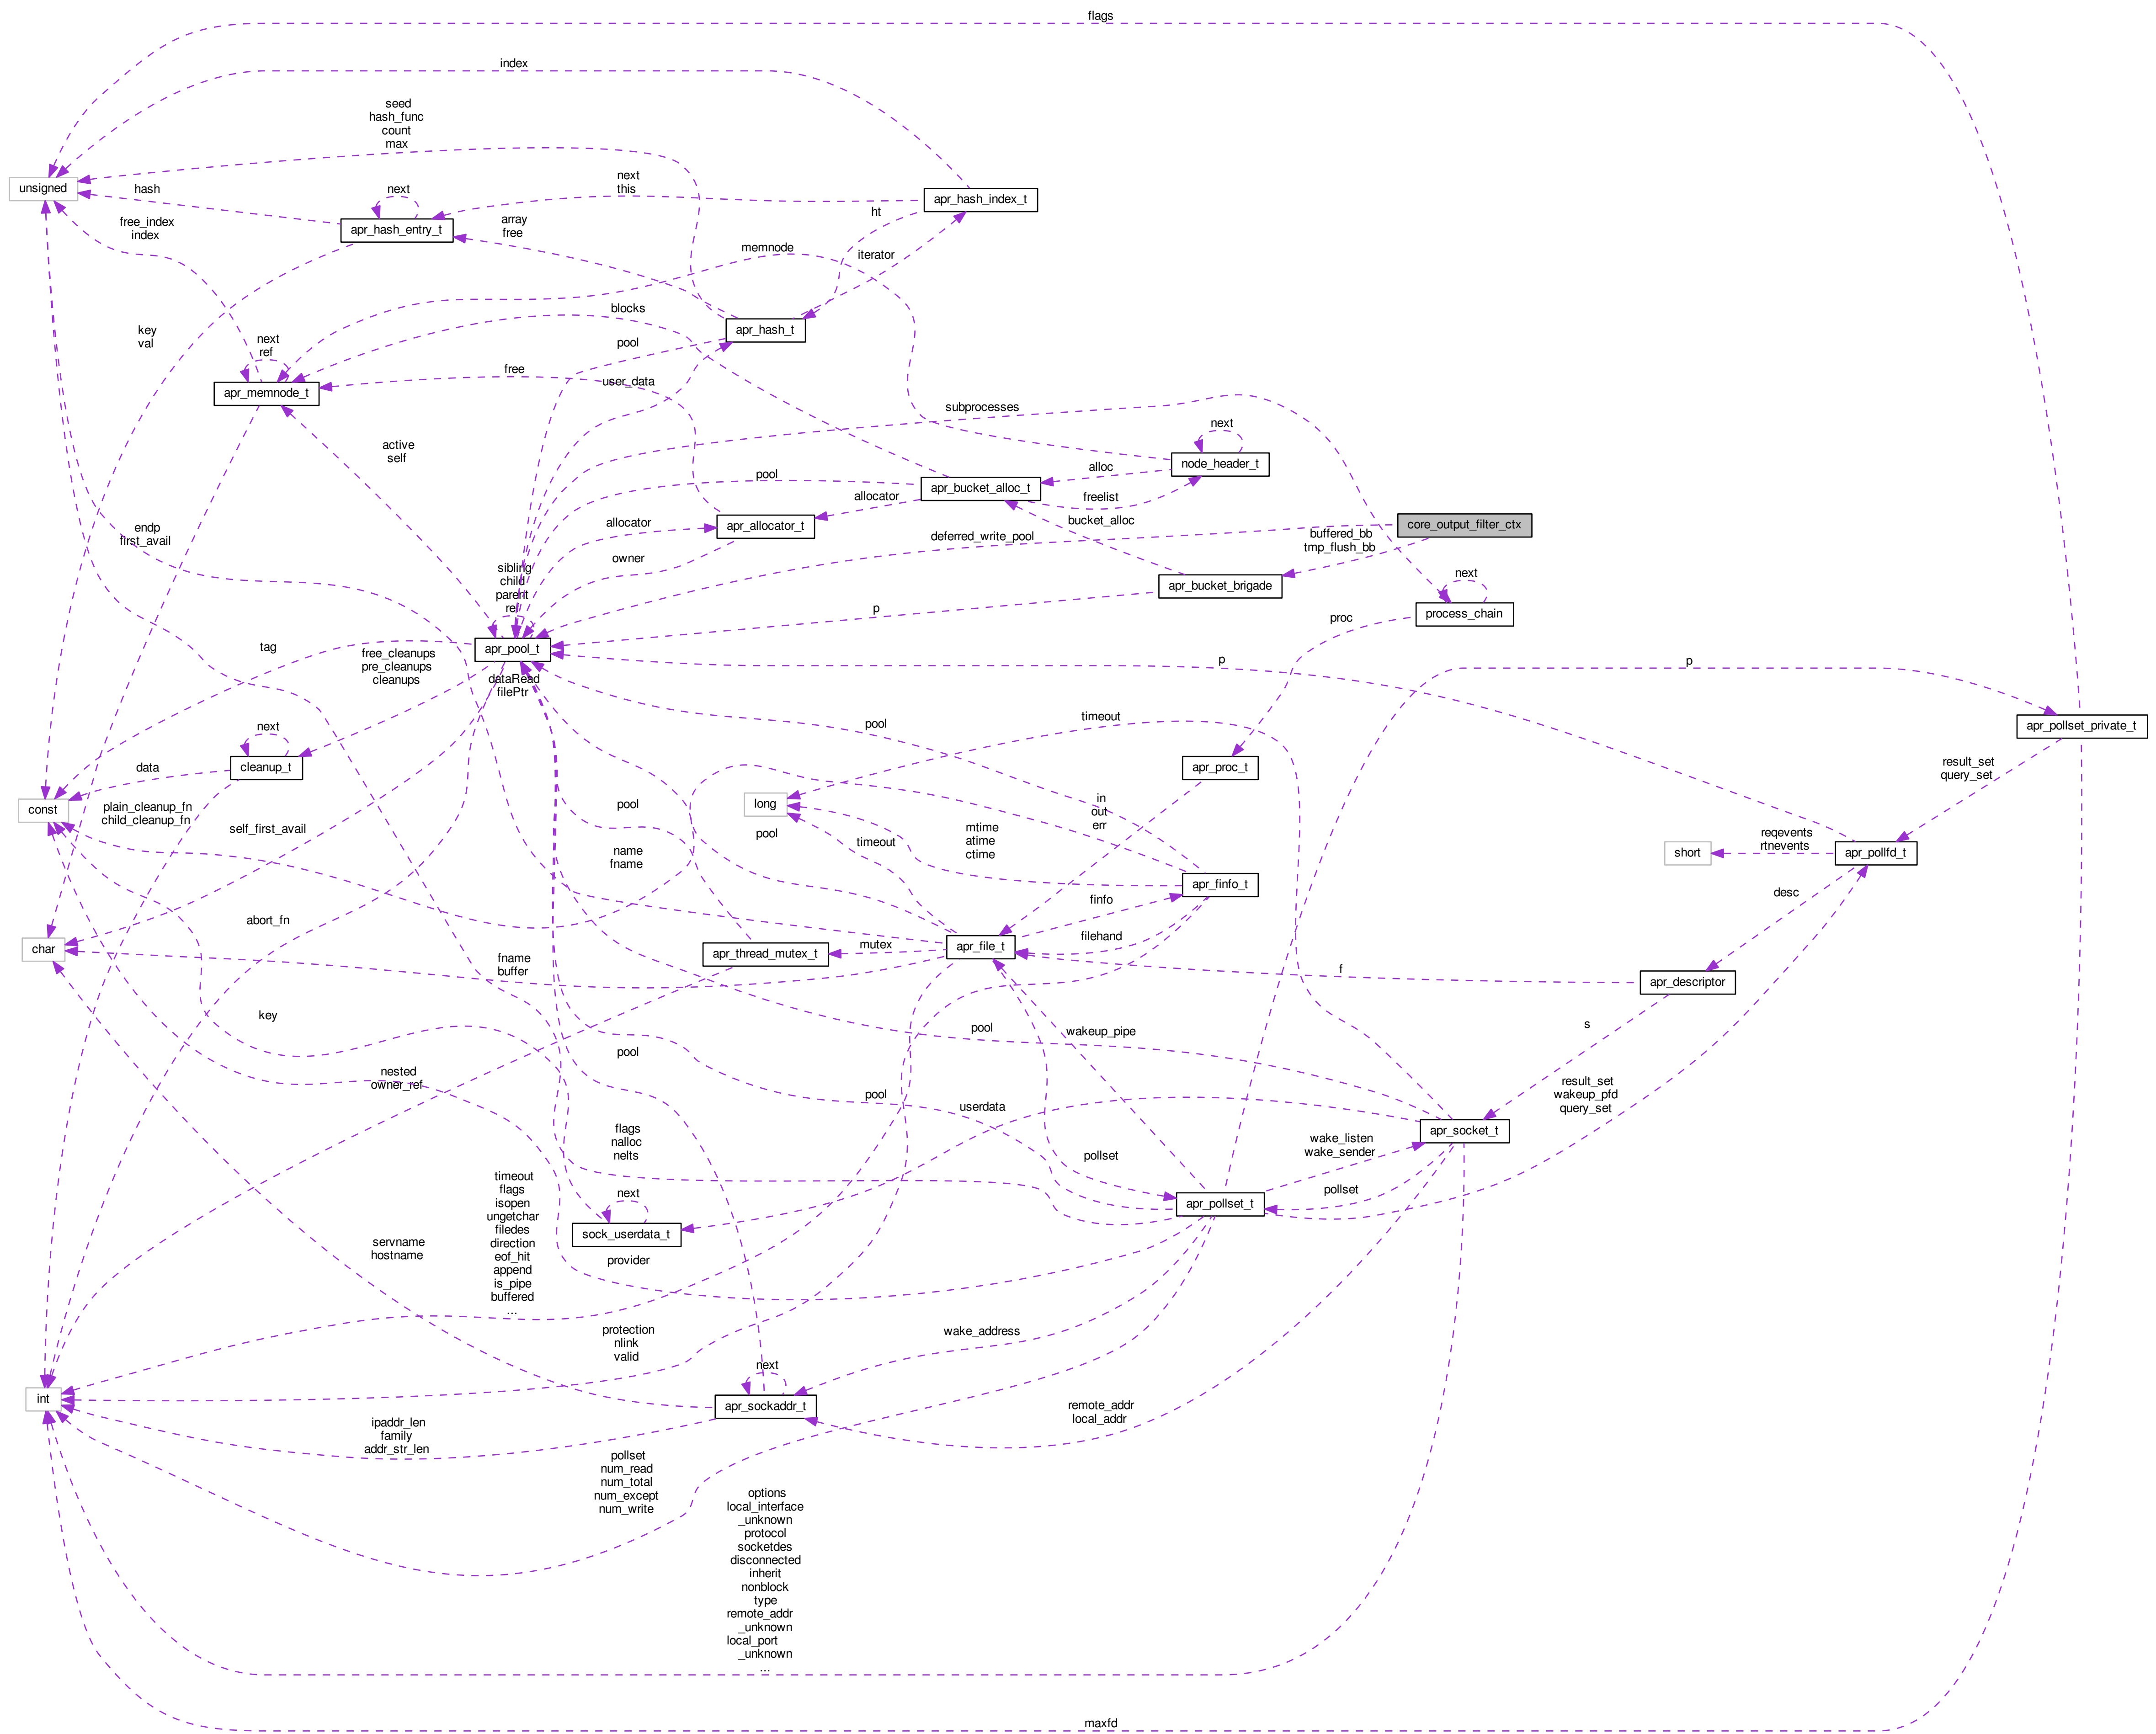 flags
index
seed
hash_func
count
max
unsigned
hash
next
this
next
apr_hash_index_t
ht
free_index
index
apr_hash_entry_t
array
free
memnode
iterator
blocks
key
val
next
ref
apr_hash_t
pool
free
user_data
apr_memnode_t
subprocesses
next
active
self
node_header_t
alloc
pool
apr_bucket_alloc_t
allocator
freelist
endp
first_avail
allocator
apr_allocator_t
bucket_alloc
core_output_filter_ctx
deferred_write_pool
buffered_bb
tmp_flush_bb
owner
sibling
child
parent
ref
apr_bucket_brigade
next
p
process_chain
proc
tag
free_cleanups
pre_cleanups
cleanups
apr_pool_t
dataRead
filePtr
p
p
timeout
pool
apr_pollset_private_t
next
cleanup_t
data
apr_proc_t
result_set
query_set
const
plain_cleanup_fn
child_cleanup_fn
long
in
out
err
pool
self_first_avail
pool
timeout
mtime
atime
ctime
reqevents
rtnevents
short
apr_pollfd_t
name
fname
apr_finfo_t
finfo
desc
abort_fn
char
mutex
apr_thread_mutex_t
apr_file_t
filehand
fname
buffer
f
apr_descriptor
key
pool
wakeup_pipe
s
pool
nested
owner_ref
pool
userdata
result_set
wakeup_pfd
query_set
flags
nalloc
nelts
wake_listen
wake_sender
apr_socket_t
pollset
timeout
flags
isopen
ungetchar
filedes
direction
eof_hit
append
is_pipe
buffered
...
next
pollset
apr_pollset_t
sock_userdata_t
servname
hostname
provider
protection
nlink
valid
wake_address
next
int
apr_sockaddr_t
remote_addr
local_addr
ipaddr_len
family
addr_str_len
pollset
num_read
num_total
num_except
num_write
options
local_interface
_unknown
protocol
socketdes
disconnected
inherit
nonblock
type
remote_addr
_unknown
local_port
_unknown
...
maxfd